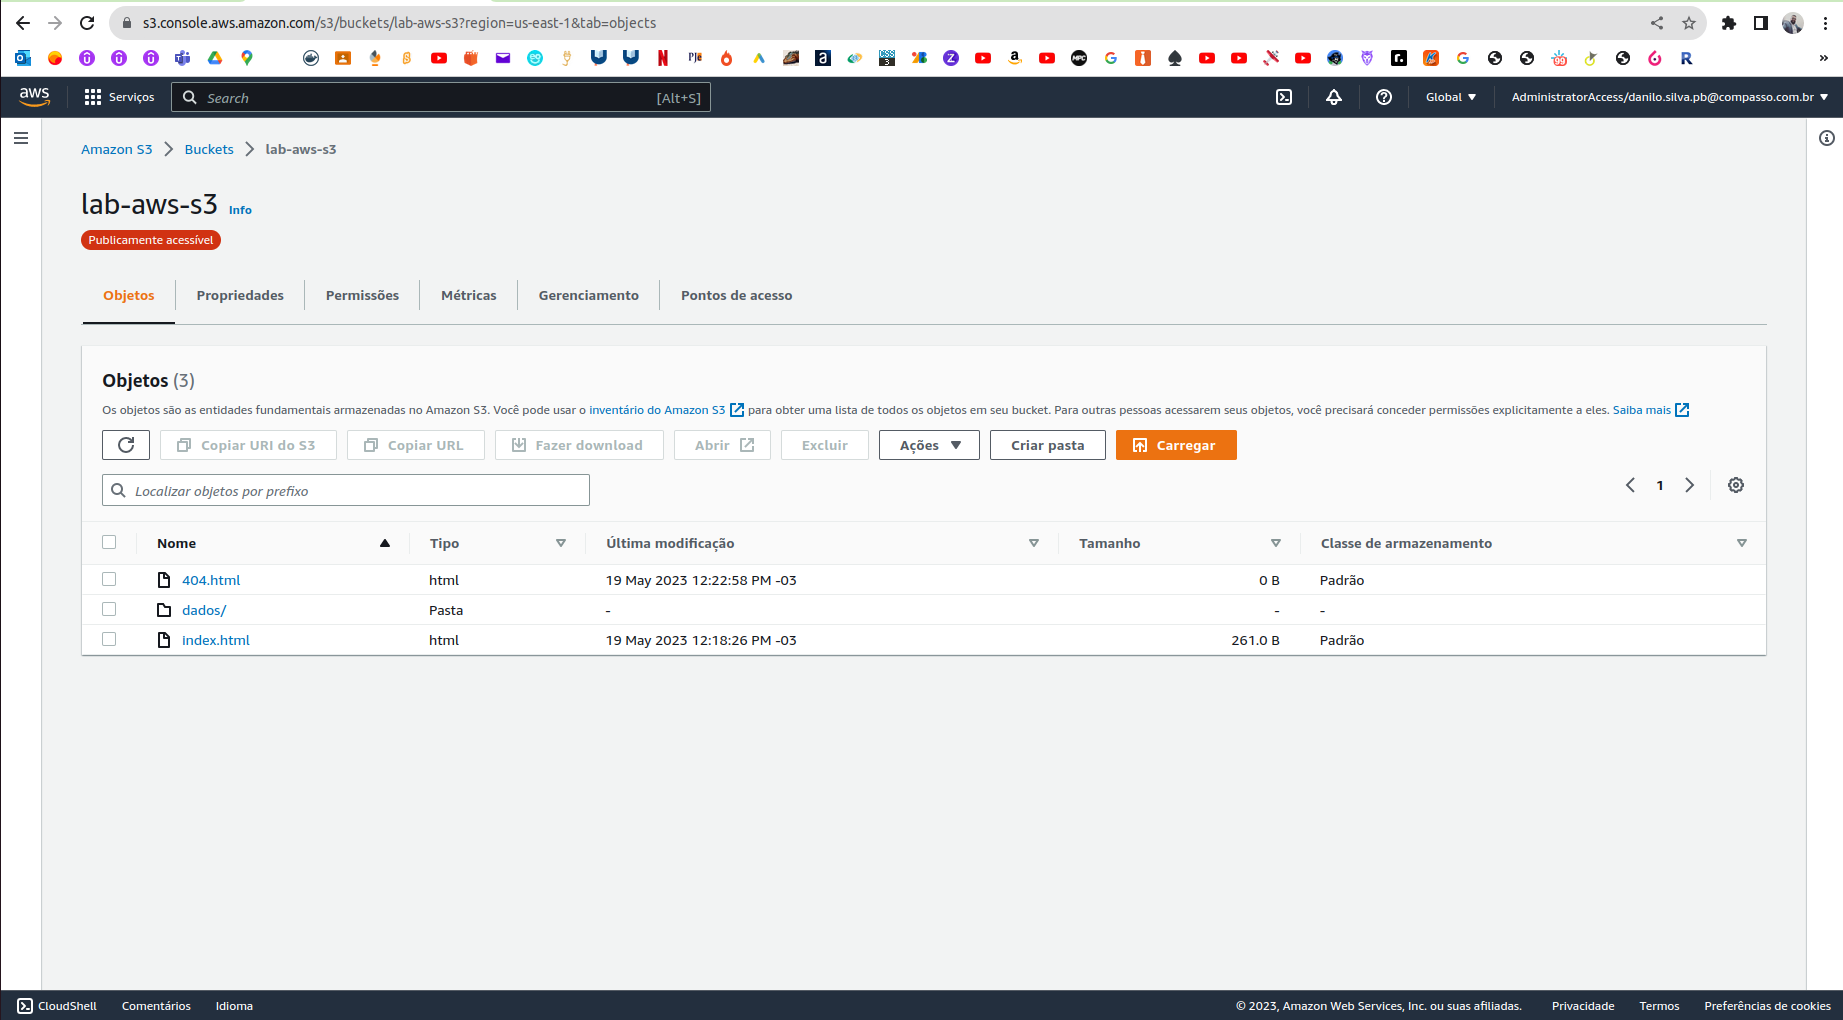 s3.console.aws.amazon.com/s3/buckets/lab-aws-s3?region=us-east-1&tab=objects
aws Serviços Search [Alt+S] Global AdministratorAccess/danilo.silva.pb@compasso.com.br
Amazon S3 Buckets lab-aws-s3
lab-aws-s3 Info
Publicamente acessível
Objetos Propriedades Permissões Métricas Gerenciamento Pontos de acesso
Objetos (3)
Os objetos são as entidades fundamentais armazenadas no Amazon S3. Você pode usar o inventário do Amazon S3 para obter uma lista de todos os objetos em seu bucket. Para outras pessoas acessarem seus objetos, você precisará conceder permissões explicitamente a eles. Saiba mais
Copiar URI do S3 Copiar URL Fazer download Abrir Excluir Ações Criar pasta Carregar
Localizar objetos por prefixo 1
Nome Tipo Última modificação Tamanho Classe de armazenamento
404.html html 19 May 2023 12:22:58 PM -03 0 B Padrão
dados/ Pasta - - -
index.html html 19 May 2023 12:18:26 PM -03 261.0 B Padrão
CloudShell Comentários Idioma © 2023, Amazon Web Services, Inc. ou suas afiliadas. Privacidade Termos Preferências de cookies